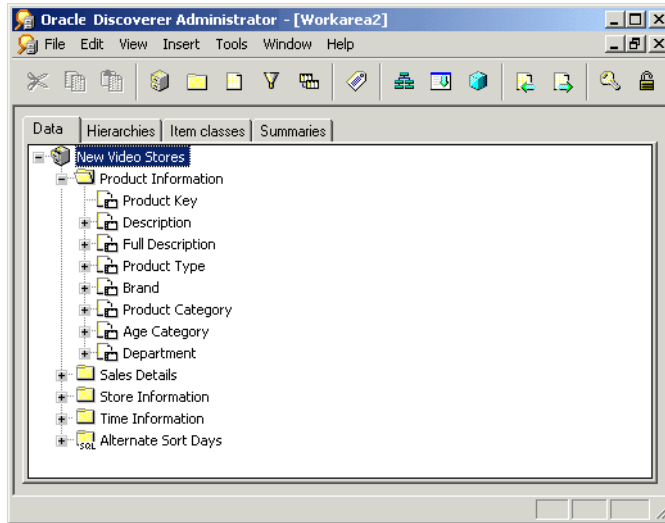 Oracle Discoverer Administrator - [Workarea2]
File Edit View Insert Tools Window Help
Data Hierarchies Item classes Summaries
New Video Stores
Product Information
Product Key
Description
Full Description
Product Type
Brand
Product Category
Age Category
Department
Sales Details
Store Information
Time Information
SQL Alternate Sort Days